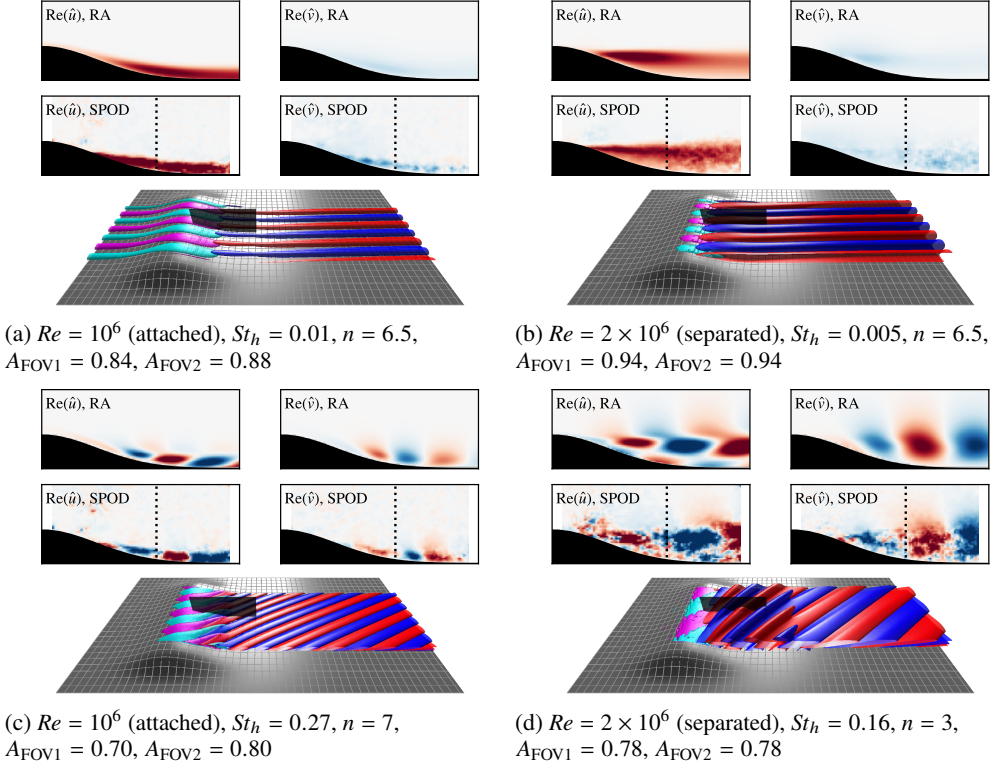 Re(û), RA
Re(v̂), RA
Re(û), RA
Re(v̂), RA
Re(û), SPOD
Re(v̂), SPOD
Re(û), SPOD
Re(v̂), SPOD
(a) Re = 10⁶ (attached), St_h = 0.01, n = 6.5,
A_FOV1 = 0.84, A_FOV2 = 0.88
(b) Re = 2 × 10⁶ (separated), St_h = 0.005, n = 6.5,
A_FOV1 = 0.94, A_FOV2 = 0.94
Re(û), RA
Re(v̂), RA
Re(û), RA
Re(v̂), RA
Re(û), SPOD
Re(v̂), SPOD
Re(û), SPOD
Re(v̂), SPOD
(c) Re = 10⁶ (attached), St_h = 0.27, n = 7,
A_FOV1 = 0.70, A_FOV2 = 0.80
(d) Re = 2 × 10⁶ (separated), St_h = 0.16, n = 3,
A_FOV1 = 0.78, A_FOV2 = 0.78